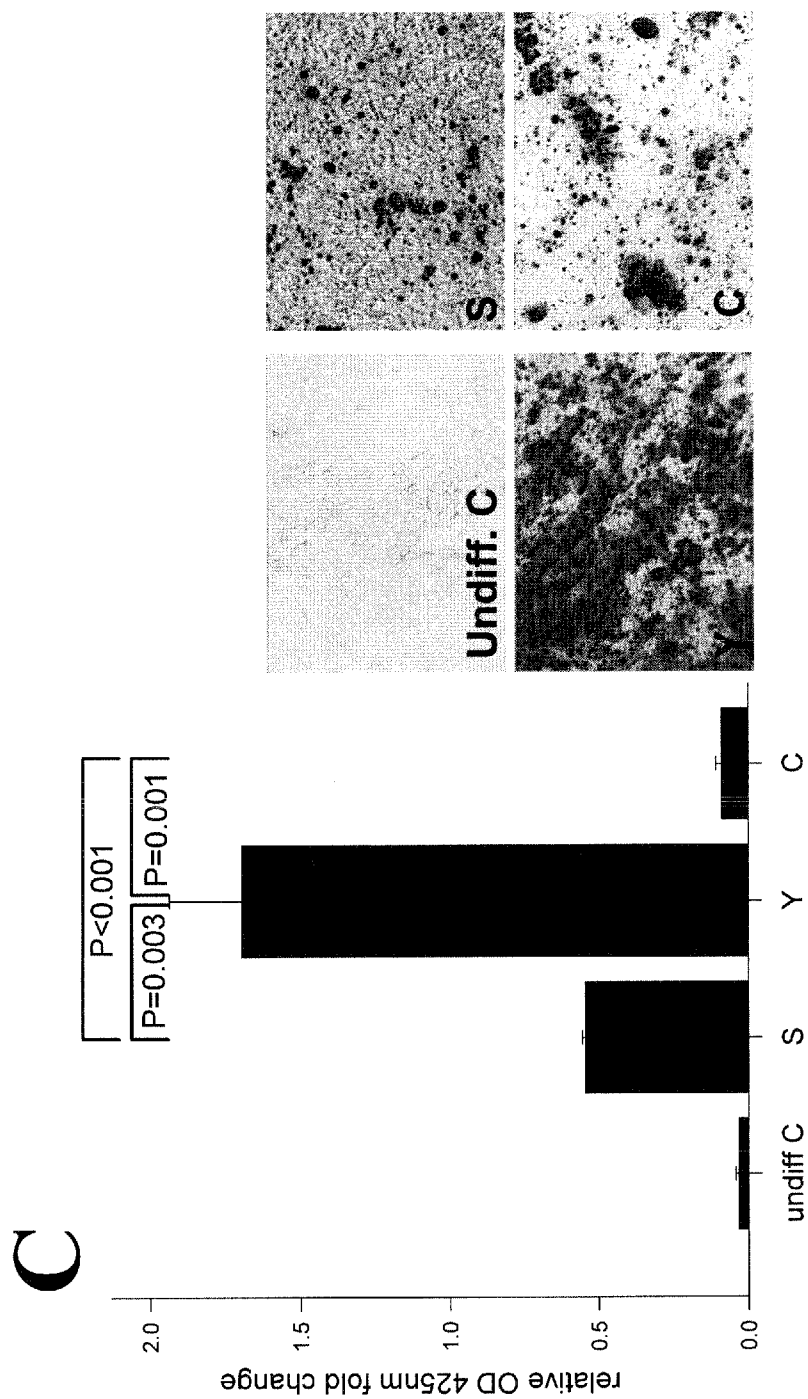 C
P<0.001
P=0.003
P=0.001
relative OD 425nm fold change
2.0
1.5
1.0
0.5
0.0
undiff C
S
Y
C
Undiff. C
S
Y
C